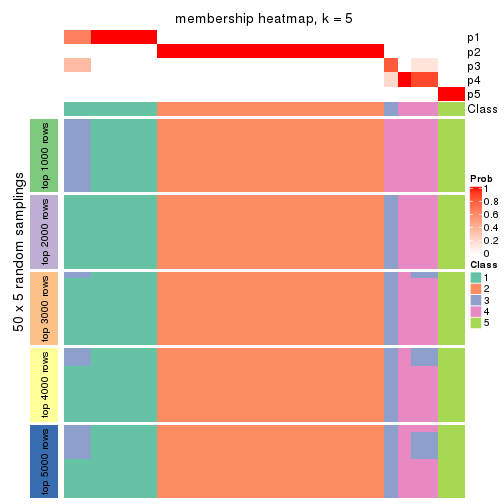 membership heatmap, k = 5
p1
p2
p3
p4
p5
Class
50 x 5 random samplings
top 1000 rows
top 2000 rows
top 3000 rows
top 4000 rows
top 5000 rows
Prob
1
0.8
0.6
0.4
0.2
0
Class
1
2
3
4
5